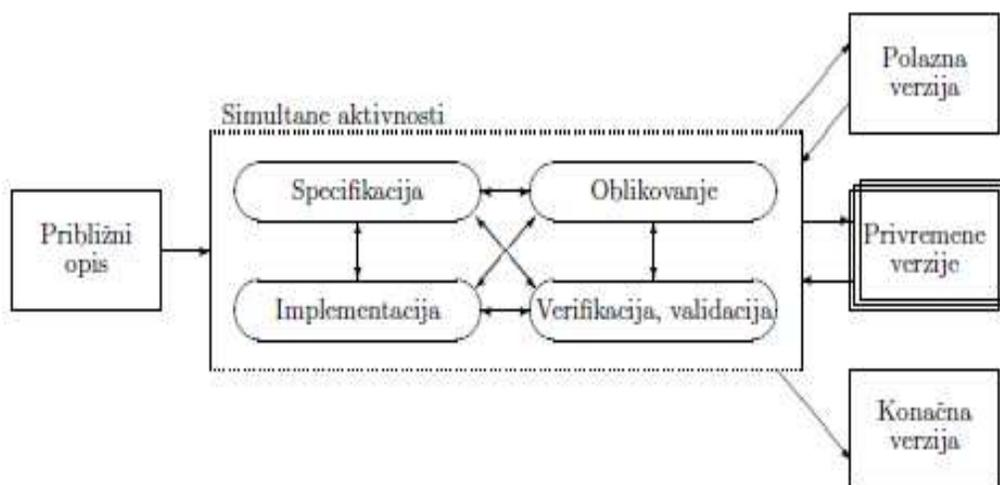 Polazna
verzija
Simultane aktivnosti
Specifikacija
Oblikovanje
Približni
opis
Privremene
verzije
Implementacija
Verifikacija, validacija
Konačna
verzija